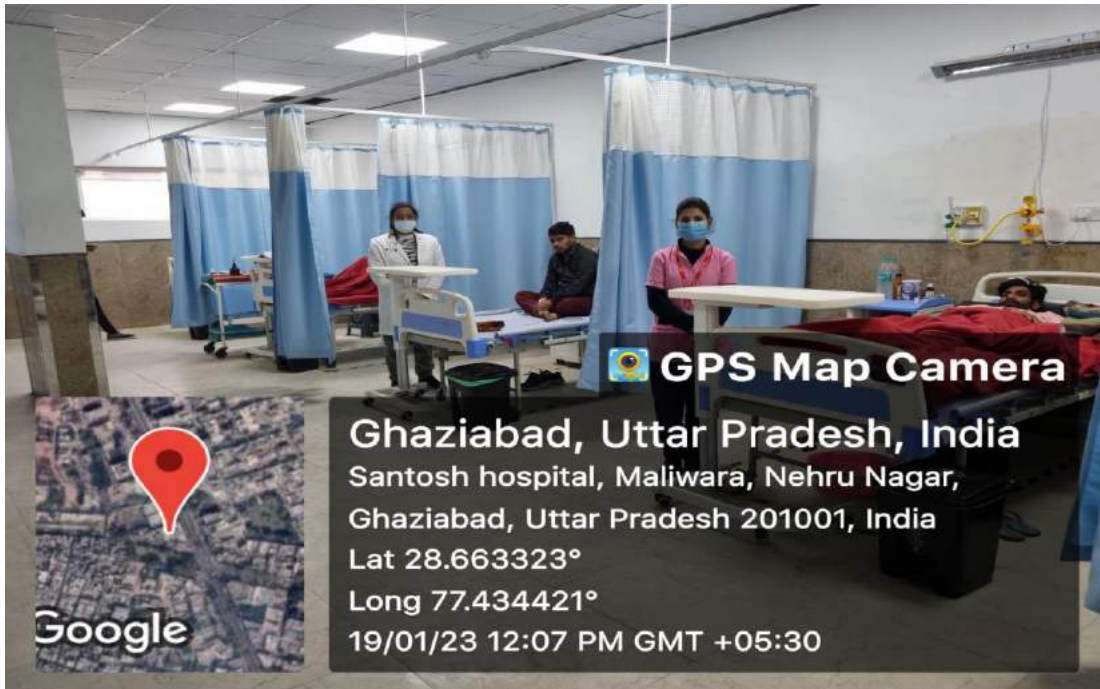 GPS Map Camera
Ghaziabad, Uttar Pradesh, India
Santosh hospital, Maliwara, Nehru Nagar,
Ghaziabad, Uttar Pradesh 201001, India
Lat 28.663323°
Long 77.434421°
19/01/23 12:07 PM GMT +05:30
Google